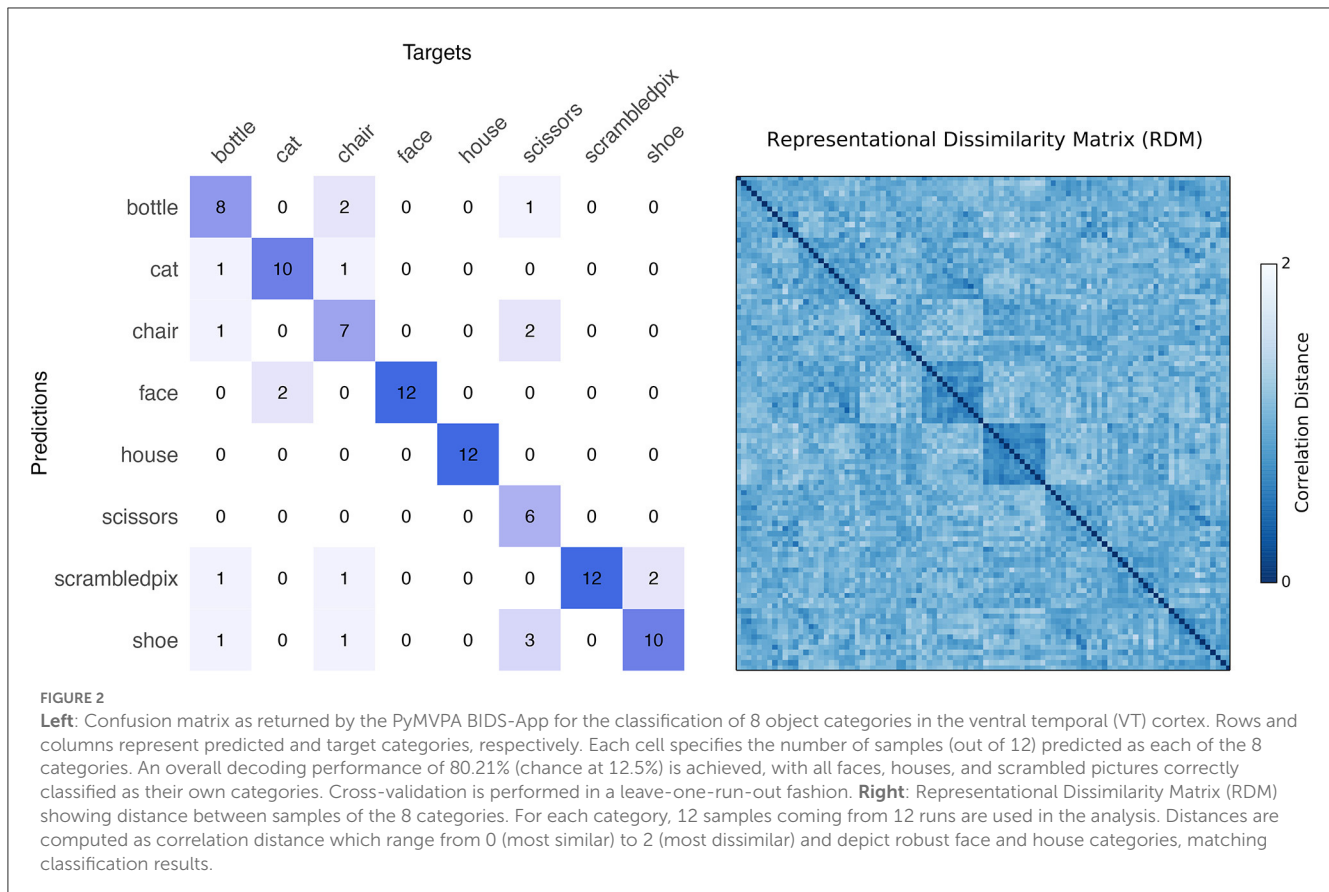 Targets
bottle cat chair face house scissors scrambledpix shoe
Predictions
bottle 8 0 2 0 0 1 0 0
cat 1 10 1 0 0 0 0 0
chair 1 0 7 0 0 2 0 0
face 0 2 0 12 0 0 0 0
house 0 0 0 0 12 0 0 0
scissors 0 0 0 0 0 6 0 0
scrambledpix 1 0 1 0 0 0 12 2
shoe 1 0 1 0 0 3 0 10
Representational Dissimilarity Matrix (RDM)
2
Correlation Distance
0
FIGURE 2
Left: Confusion matrix as returned by the PyMVPA BIDS-App for the classification of 8 object categories in the ventral temporal (VT) cortex. Rows and
columns represent predicted and target categories, respectively. Each cell specifies the number of samples (out of 12) predicted as each of the 8
categories. An overall decoding performance of 80.21% (chance at 12.5%) is achieved, with all faces, houses, and scrambled pictures correctly
classified as their own categories. Cross-validation is performed in a leave-one-run-out fashion. Right: Representational Dissimilarity Matrix (RDM)
showing distance between samples of the 8 categories. For each category, 12 samples coming from 12 runs are used in the analysis. Distances are
computed as correlation distance which range from 0 (most similar) to 2 (most dissimilar) and depict robust face and house categories, matching
classification results.